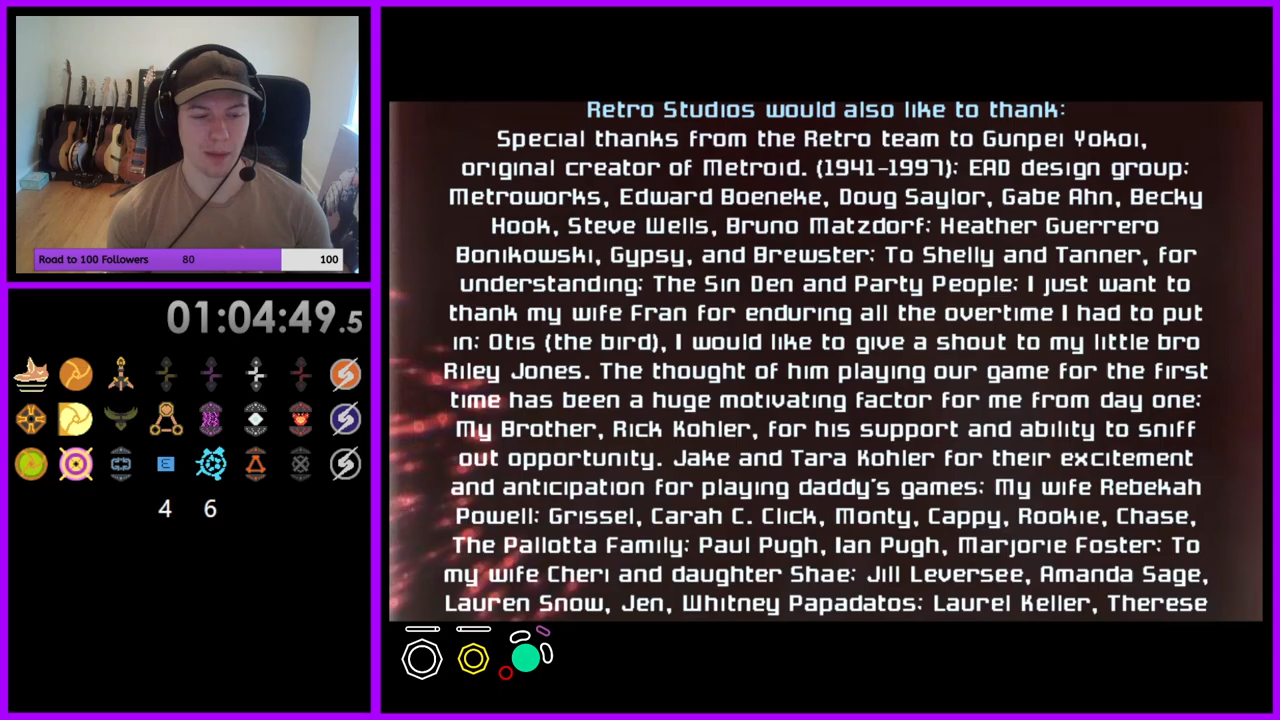 Road to 100 Followers 80 100
01:04:49.5
4 6
Retro Studios would also like to thank:
Special thanks from the Retro team to Gunpei Yokoi,
original creator of Metroid. (1941-1997); EAD design group;
Metroworks, Edward Boeneke, Doug Saylor, Gabe Ahn, Becky
Hook, Steve Wells, Bruno Matzdorf; Heather Guerrero
Bonikowski, Gypsy, and Brewster; To Shelly and Tanner, for
understanding; The Sin Den and Party People; I just want to
thank my wife Fran for enduring all the overtime I had to put
in; Otis (the bird), I would like to give a shout to my little bro
Riley Jones. The thought of him playing our game for the first
time has been a huge motivating factor for me from day one;
My Brother, Rick Kohler, for his support and ability to sniff
out opportunity. Jake and Tara Kohler for their excitement
and anticipation for playing daddy's games; My wife Rebekah
Powell; Grissel, Carah C. Click, Monty, Cappy, Rookie, Chase,
The Pallotta Family; Paul Pugh, Ian Pugh, Marjorie Foster; To
my wife Cheri and daughter Shae; Jill Leversee, Amanda Sage,
Lauren Snow, Jen, Whitney Papadatos; Laurel Keller, Therese